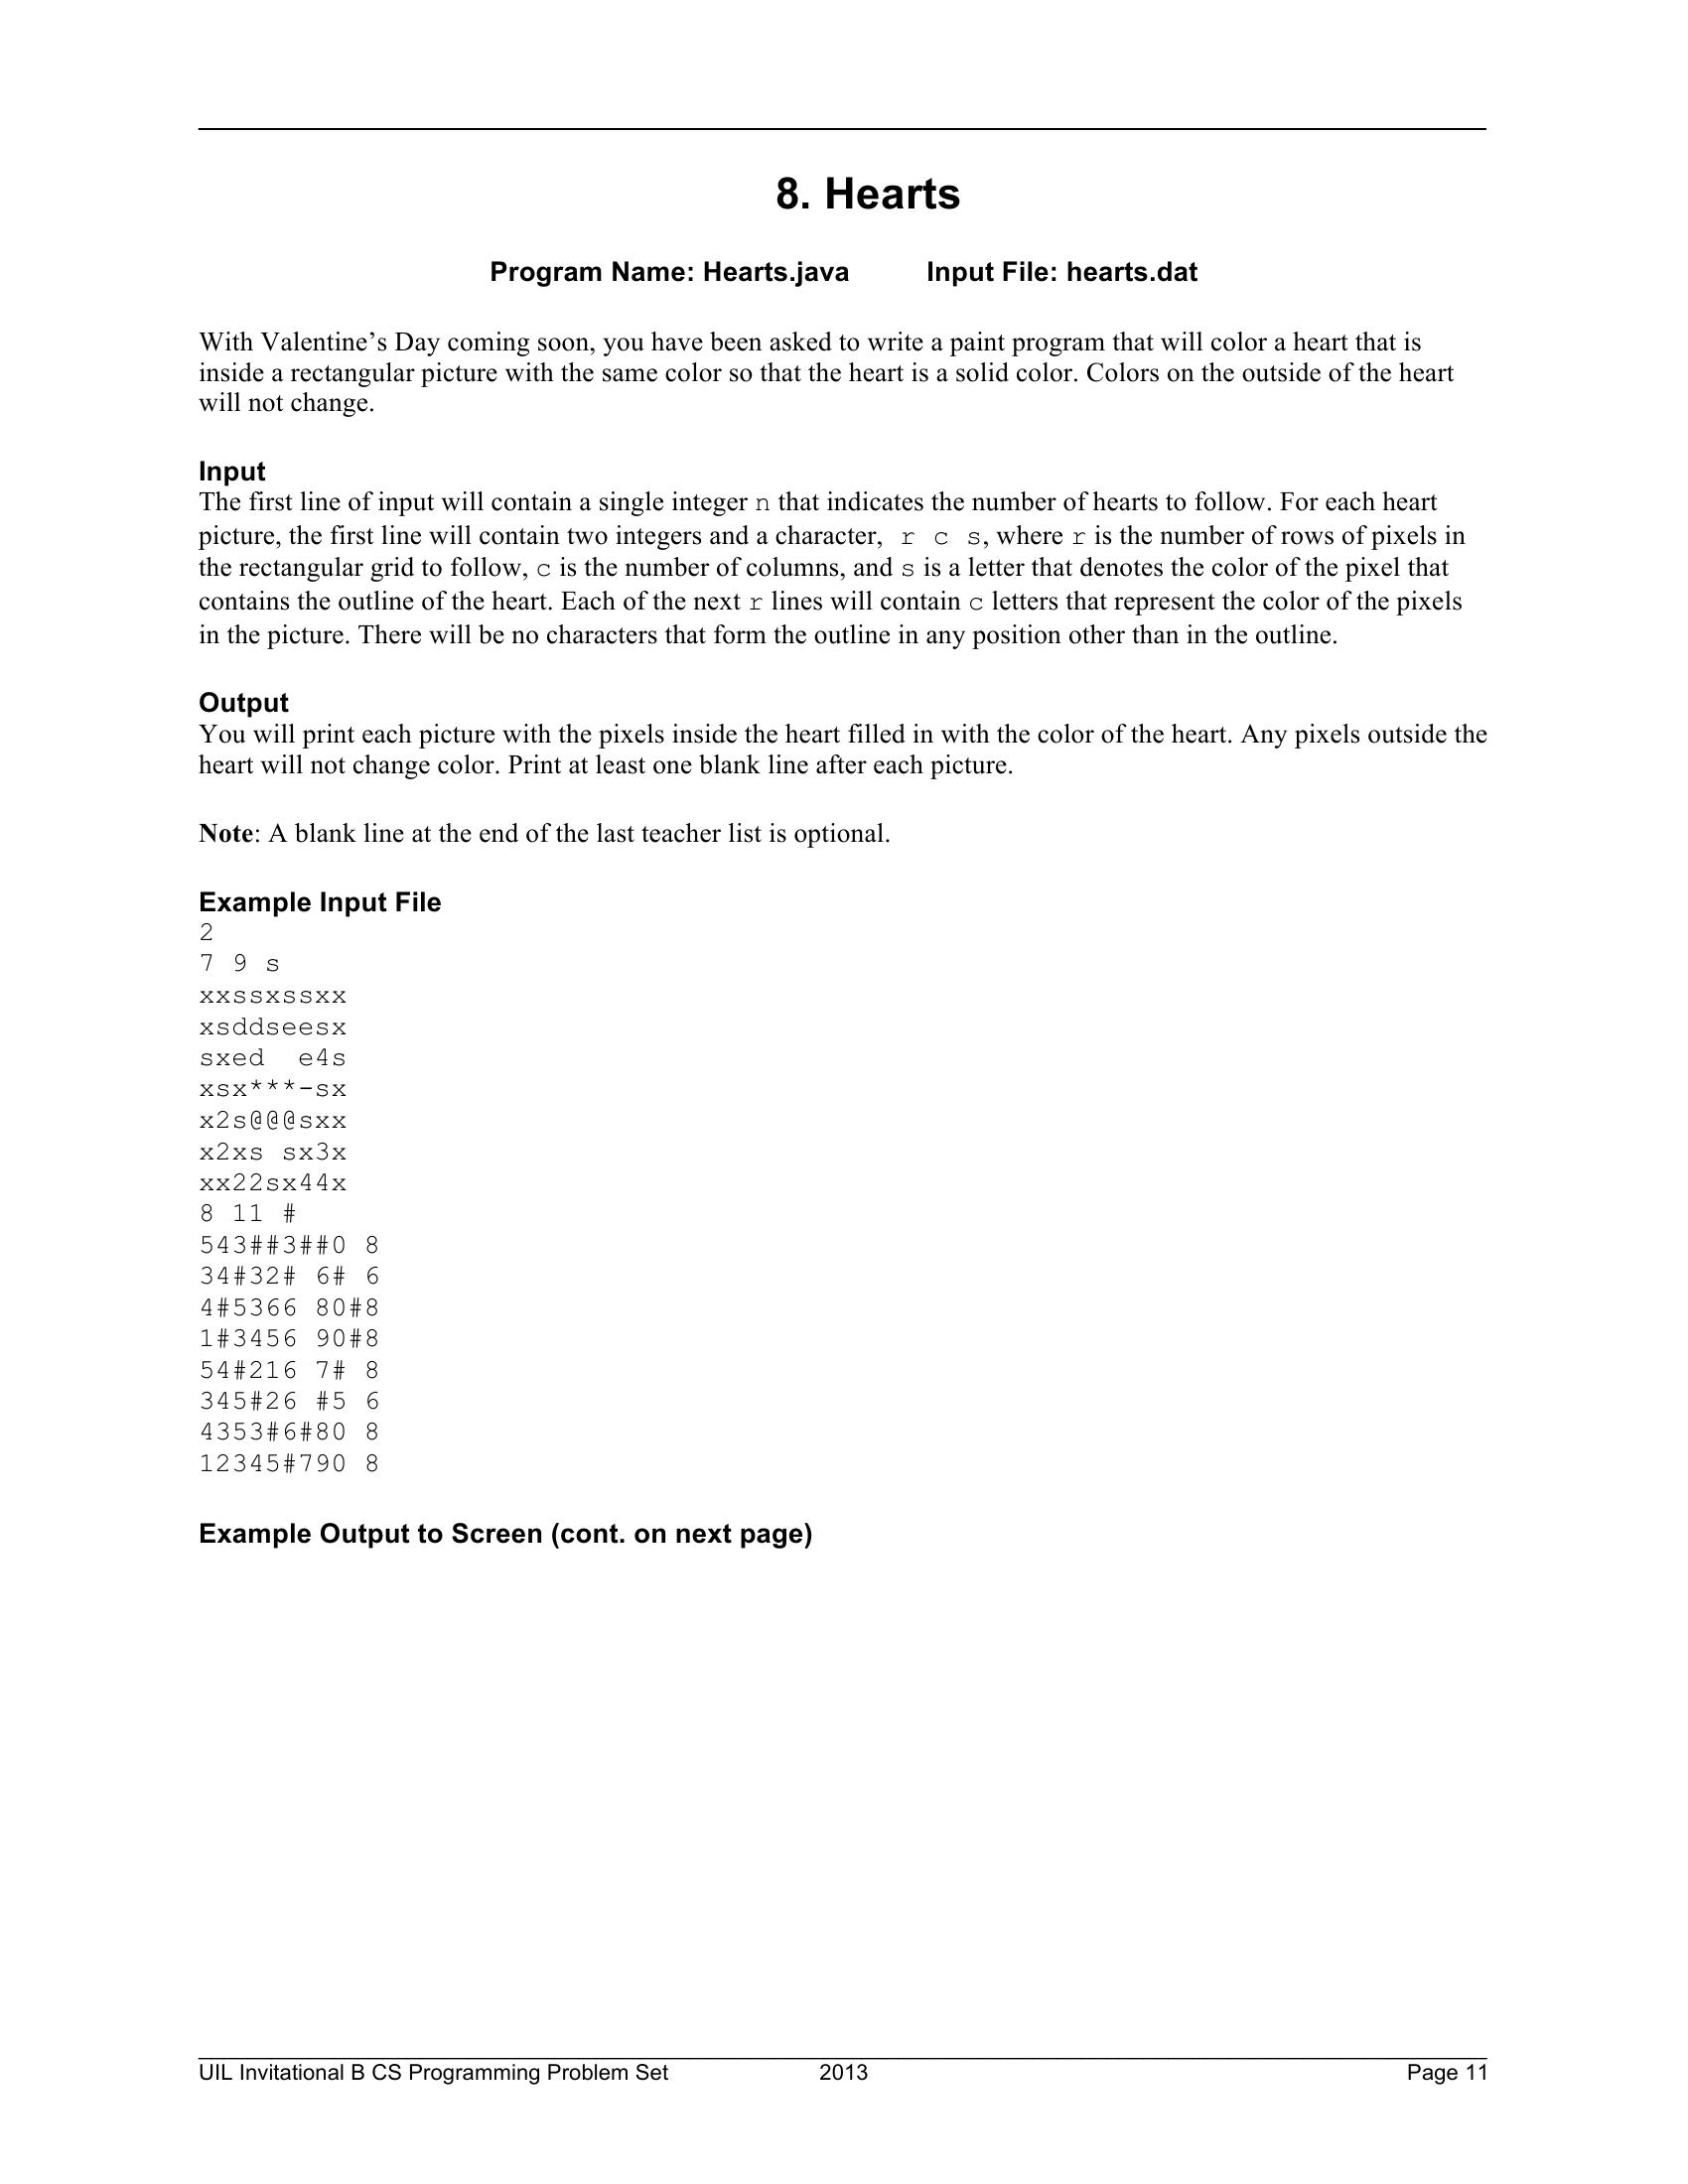 8. Hearts
Program Name: Hearts.java Input File: hearts.dat
With Valentine’s Day coming soon, you have been asked to write a paint program that will color a heart that is
inside a rectangular picture with the same color so that the heart is a solid color. Colors on the outside of the heart
will not change.
Input
The first line of input will contain a single integer n that indicates the number of hearts to follow. For each heart
picture, the first line will contain two integers and a character, r c s, where r is the number of rows of pixels in
the rectangular grid to follow, c is the number of columns, and s is a letter that denotes the color of the pixel that
contains the outline of the heart. Each of the next r lines will contain c letters that represent the color of the pixels
in the picture. There will be no characters that form the outline in any position other than in the outline.
Output
You will print each picture with the pixels inside the heart filled in with the color of the heart. Any pixels outside the
heart will not change color. Print at least one blank line after each picture.
Note: A blank line at the end of the last teacher list is optional.
Example Input File
2
7 9 s
xxssxssxx
xsddseesx
sxed  e4s
xsx***-sx
x2s@@@sxx
x2xs sx3x
xx22sx44x
8 11 #
543##3##0 8
34#32# 6# 6
4#5366 80#8
1#3456 90#8
54#216 7# 8
345#26 #5 6
4353#6#80 8
12345#790 8
Example Output to Screen (cont. on next page)
UIL Invitational B CS Programming Problem Set 2013 Page 11